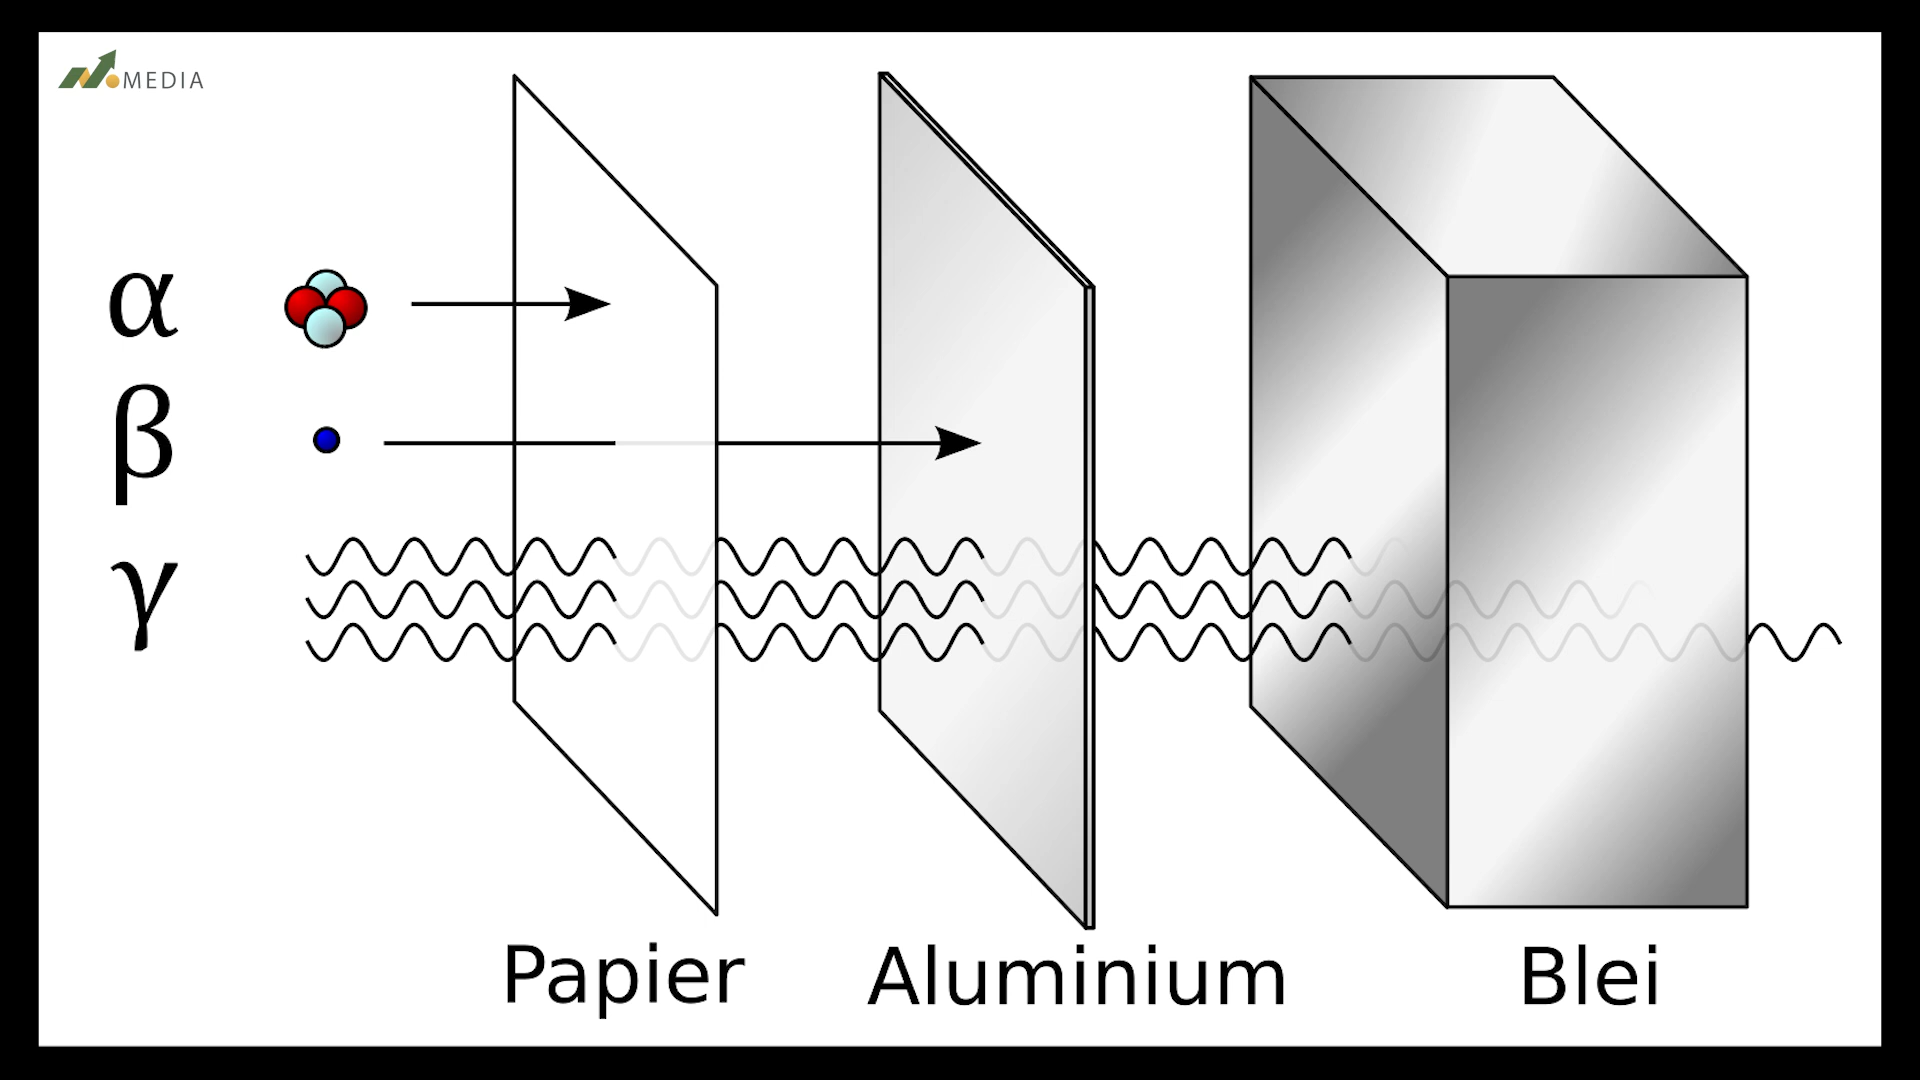 MEDIA
α
β
γ
Papier Aluminium Blei